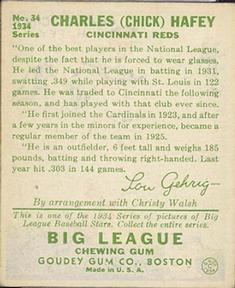 No. 34
1934
Series
CHARLES (CHICK) HAFEY
CINCINNATI REDS
"One of the best players in the National League,
despite the fact that he is forced to wear glasses.
He led the National League in batting in 1931,
swatting .349 while playing with St. Louis in 122
games. He was traded to Cincinnati the following
season, and has played with that club ever since.
"He first joined the Cardinals in 1923, and after
a few years in the minors for experience, became a
regular member of the team in 1925.
"He is an outfielder, 6 feet tall and weighs 185
pounds, batting and throwing right-handed. Last
year hit .303 in 144 games.
Lou Gehrig
By arrangement with Christy Walsh
This is one of the 1934 Series of pictures of Big
League Baseball Stars. Collect the entire series.
BIG LEAGUE
CHEWING GUM
GOUDEY GUM CO., BOSTON
Made in U. S. A.